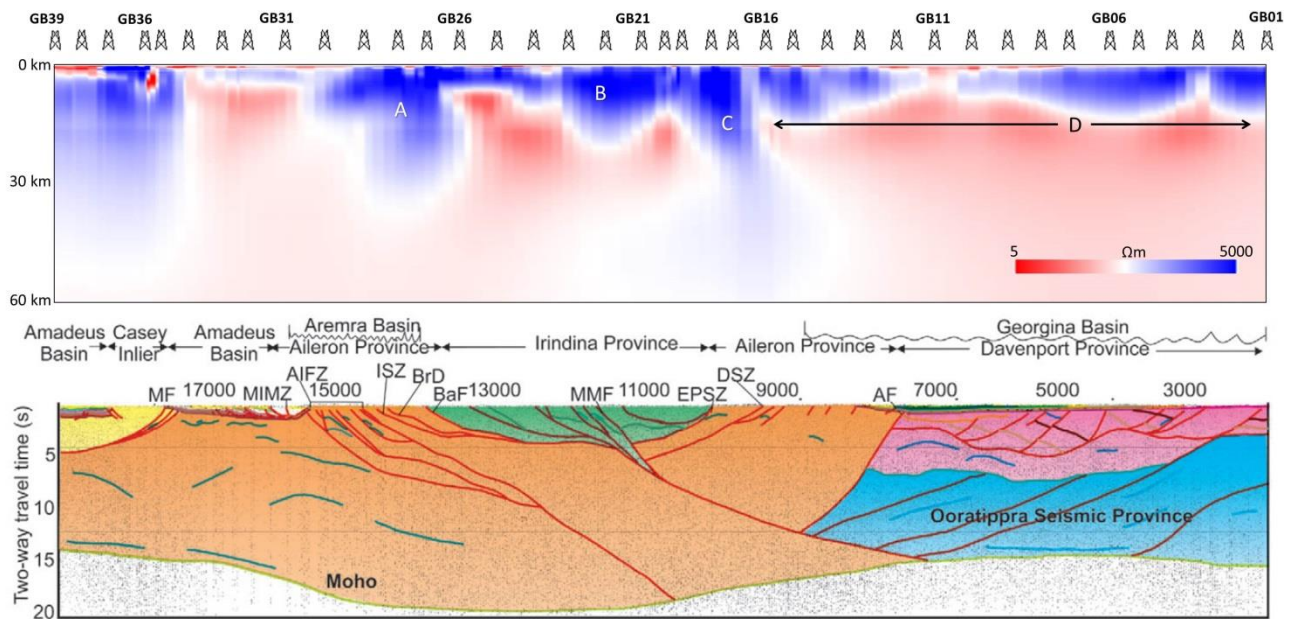 GB39 GB36 GB31 GB26 GB21 GB16 GB11 GB06 GB01
0 km
A B C D
30 km
5 Ωm 5000
60 km
Amadeus Basin Casey Inlier Amadeus Basin Aremra Basin Aileron Province Irindina Province Aileron Province Georgina Basin Davenport Province
MF 17000 MIMZ AIFZ 15000 ISZ BrD BaF 13000 MMF 11000 EPSZ DSZ 9000 AF 7000 5000 3000
Two-way travel time (s)
5
10
Ooratippra Seismic Province
15
Moho
20